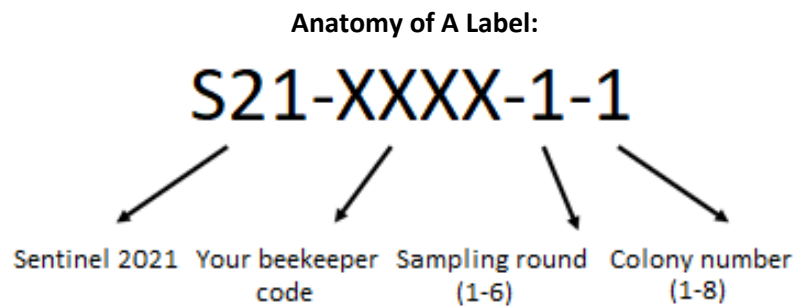 Anatomy of A Label:
S21-XXXX-1-1
Sentinel 2021 Your beekeeper Sampling round Colony number
code (1-6) (1-8)